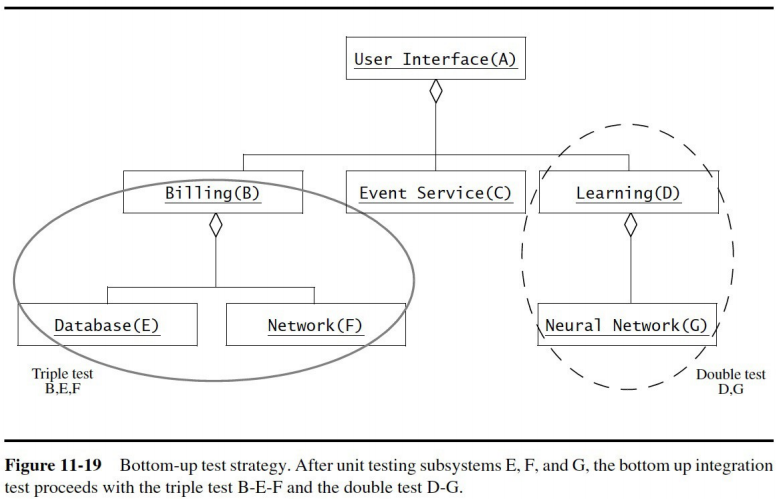 User Interface(A)
Billing(B)
Event Service(C)
Learning(D)
Database(E)
Network(F)
Neural Network(G)
Triple test
B,E,F
Double test
D,G
Figure 11-19 Bottom-up test strategy. After unit testing subsystems E, F, and G, the bottom up integration
test proceeds with the triple test B-E-F and the double test D-G.